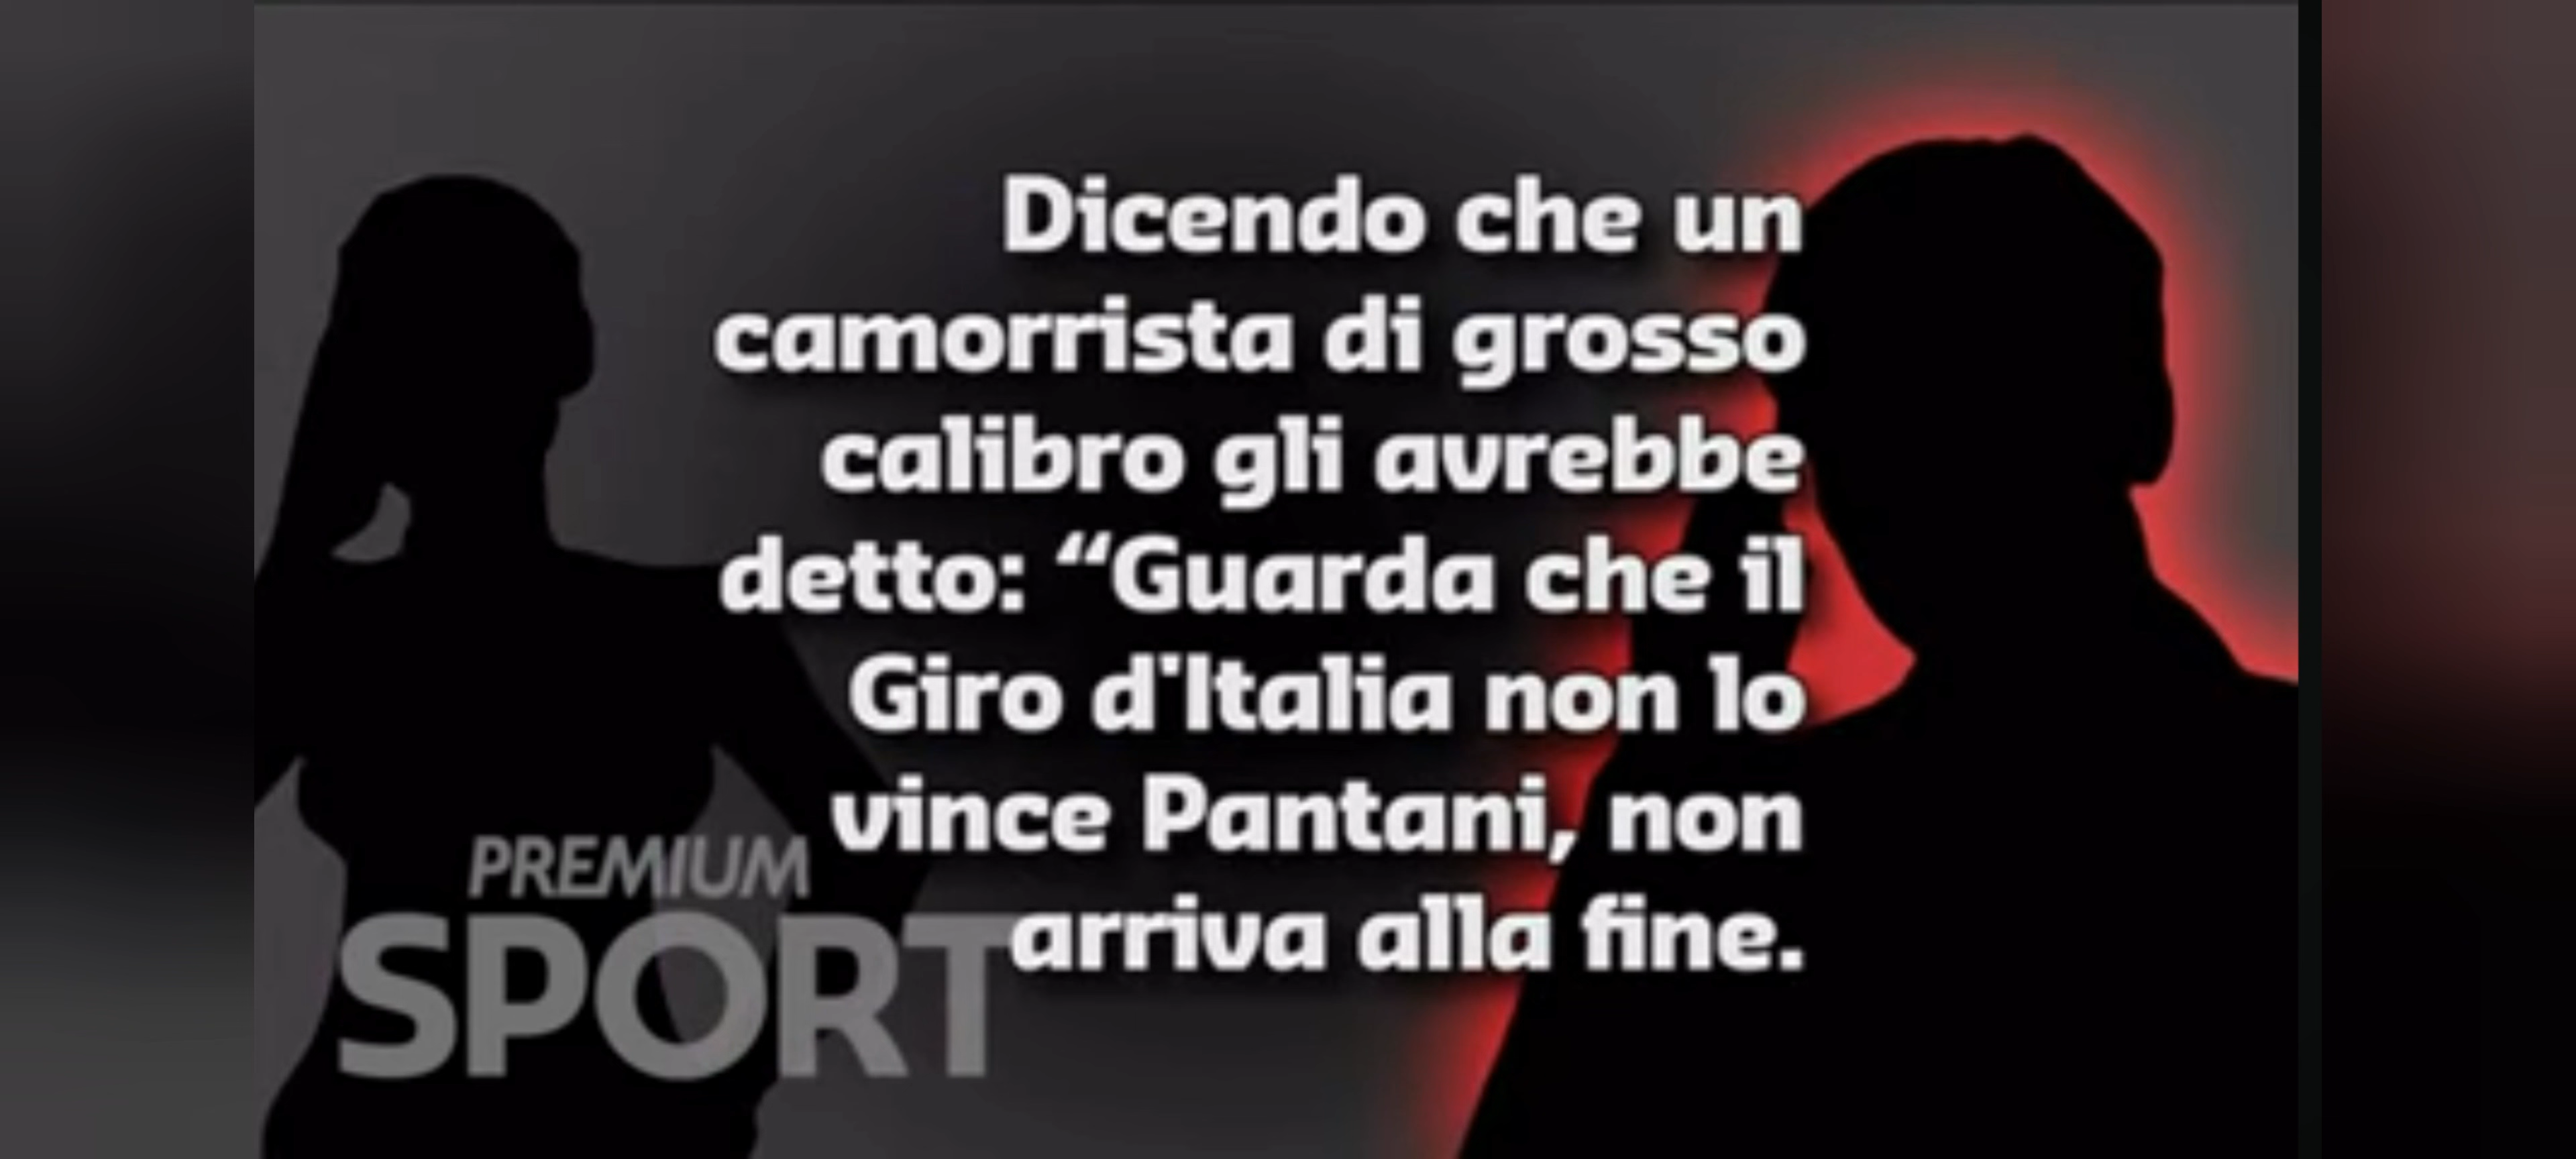 Dicendo che un
camorrista di grosso
calibro gli avrebbe
detto: “Guarda che il
Giro d'Italia non lo
vince Pantani, non
arriva alla fine.
PREMIUM
SPORT